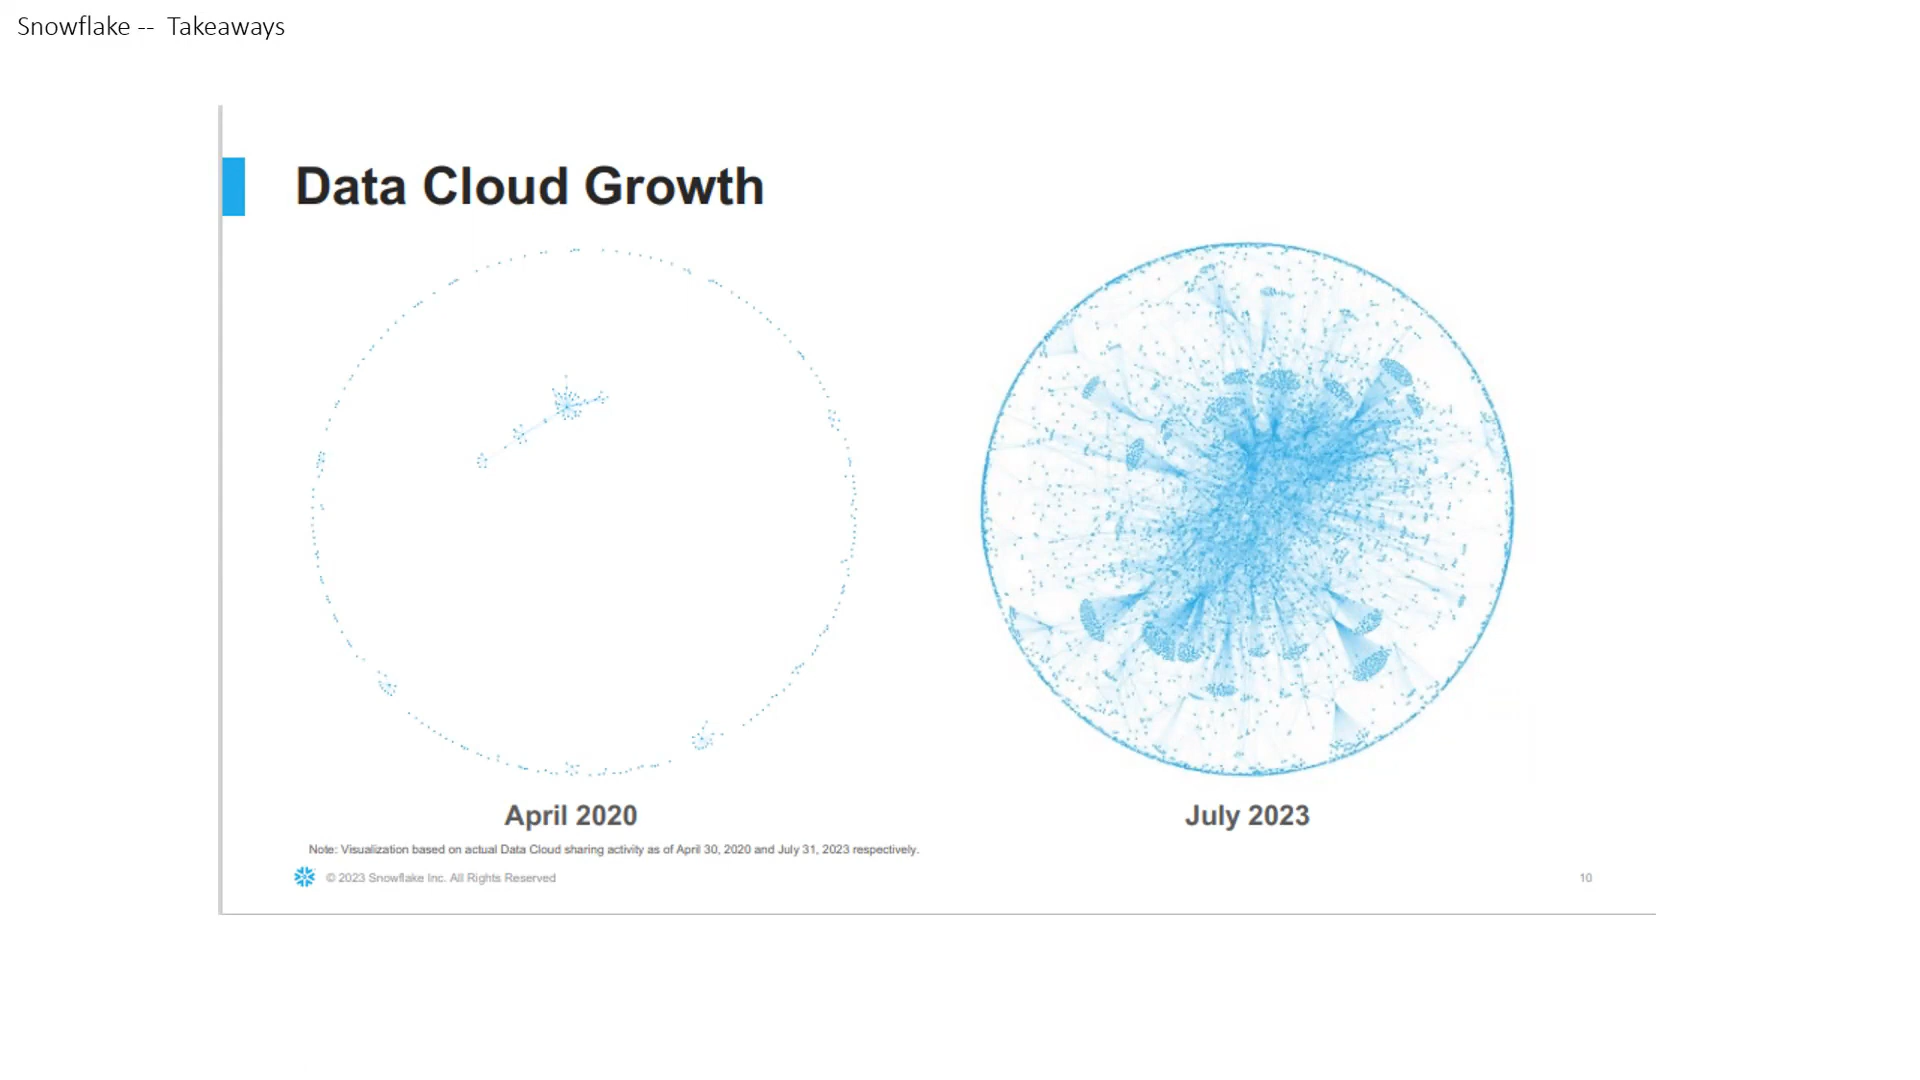 Snowflake -- Takeaways
Data Cloud Growth
April 2020
July 2023
Note: Visualization based on actual Data Cloud sharing activity as of April 30, 2020 and July 31, 2023 respectively.
© 2023 Snowflake Inc. All Rights Reserved
10